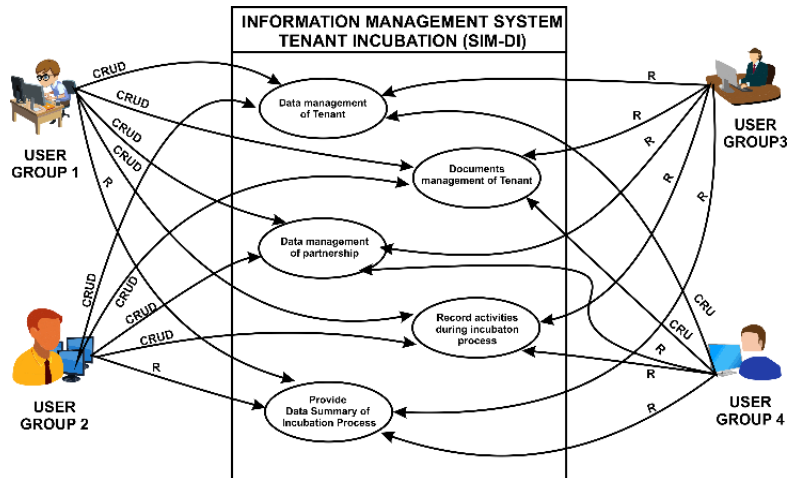 INFORMATION MANAGEMENT SYSTEM
TENANT INCUBATION (SIM-DI)
USER
GROUP 1
USER
GROUP3
USER
GROUP 2
USER
GROUP 4
Data management
of Tenant
Documents
management of Tenant
Data management
of partnership
Record activities
during incubaton
process
Provide
Data Summary of
Incubation Process
CRUD
CRUD
CRUD
CRUD
R
CRUD
CRUD
CRUD
CRUD
R
R
R
R
R
R
CRU
CRU
R
R
R